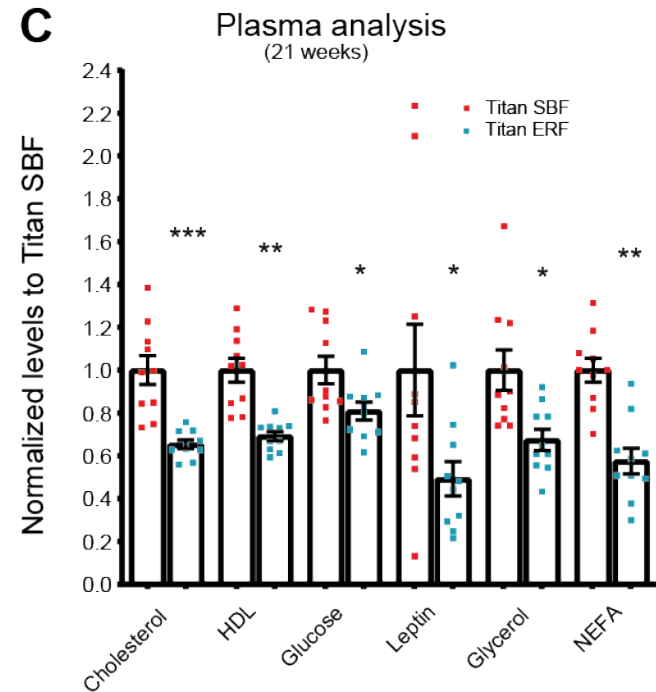 C
Plasma analysis
(21 weeks)
Normalized levels to Titan SBF
2.4
2.2
2.0
1.8
1.6
1.4
1.2
1.0
0.8
0.6
0.4
0.2
0.0
Titan SBF
Titan ERF
***
**
*
*
*
**
Cholesterol
HDL
Glucose
Leptin
Glycerol
NEFA